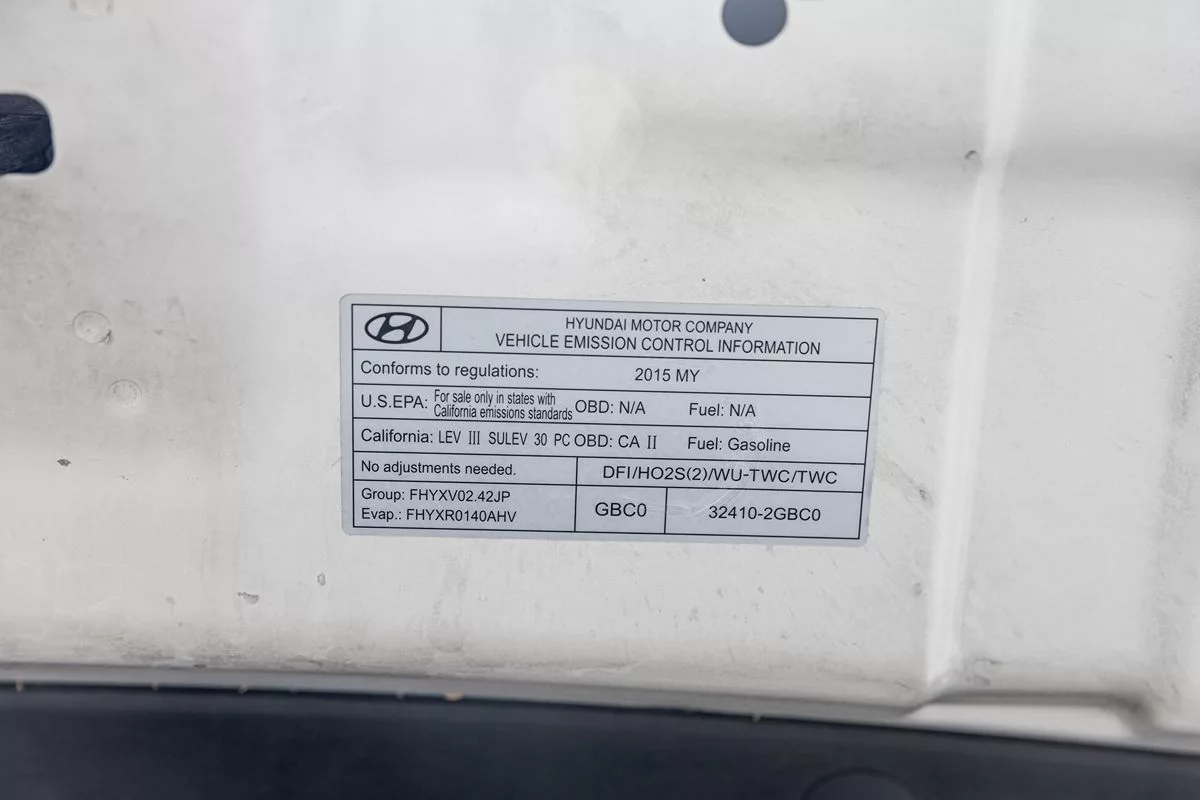 HYUNDAI MOTOR COMPANY
VEHICLE EMISSION CONTROL INFORMATION
Conforms to regulations: 2015 MY
U.S.EPA: For sale only in states with California emissions standards OBD: N/A Fuel: N/A
California: LEV III SULEV 30 PC OBD: CA II Fuel: Gasoline
No adjustments needed. DFI/HO2S(2)/WU-TWC/TWC
Group: FHYXV02.42JP
Evap.: FHYXR0140AHV
GBC0 32410-2GBC0